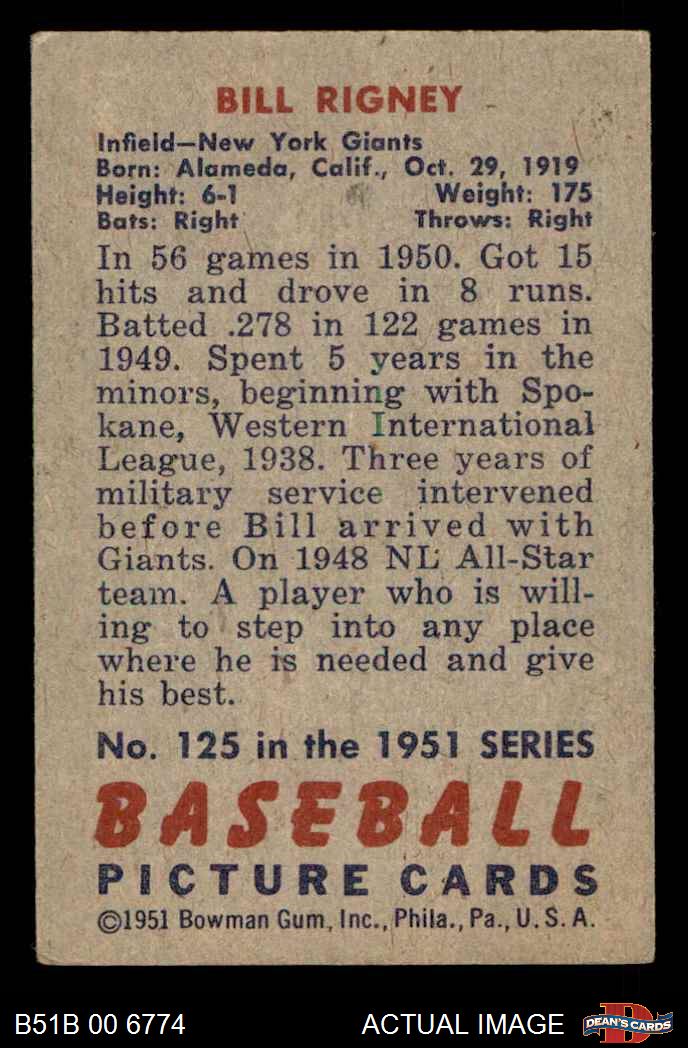 BILL RIGNEY
Infield—New York Giants
Born: Alameda, Calif., Oct. 29, 1919
Height: 6-1 Weight: 175
Bats: Right Throws: Right
In 56 games in 1950. Got 15
hits and drove in 8 runs.
Batted .278 in 122 games in
1949. Spent 5 years in the
minors, beginning with Spo-
kane, Western International
League, 1938. Three years of
military service intervened
before Bill arrived with
Giants. On 1948 NL All-Star
team. A player who is will-
ing to step into any place
where he is needed and give
his best.
No. 125 in the 1951 SERIES
BASEBALL
PICTURE CARDS
©1951 Bowman Gum, Inc., Phila., Pa., U. S. A.
B51B 00 6774 ACTUAL IMAGE DEAN'S CARDS